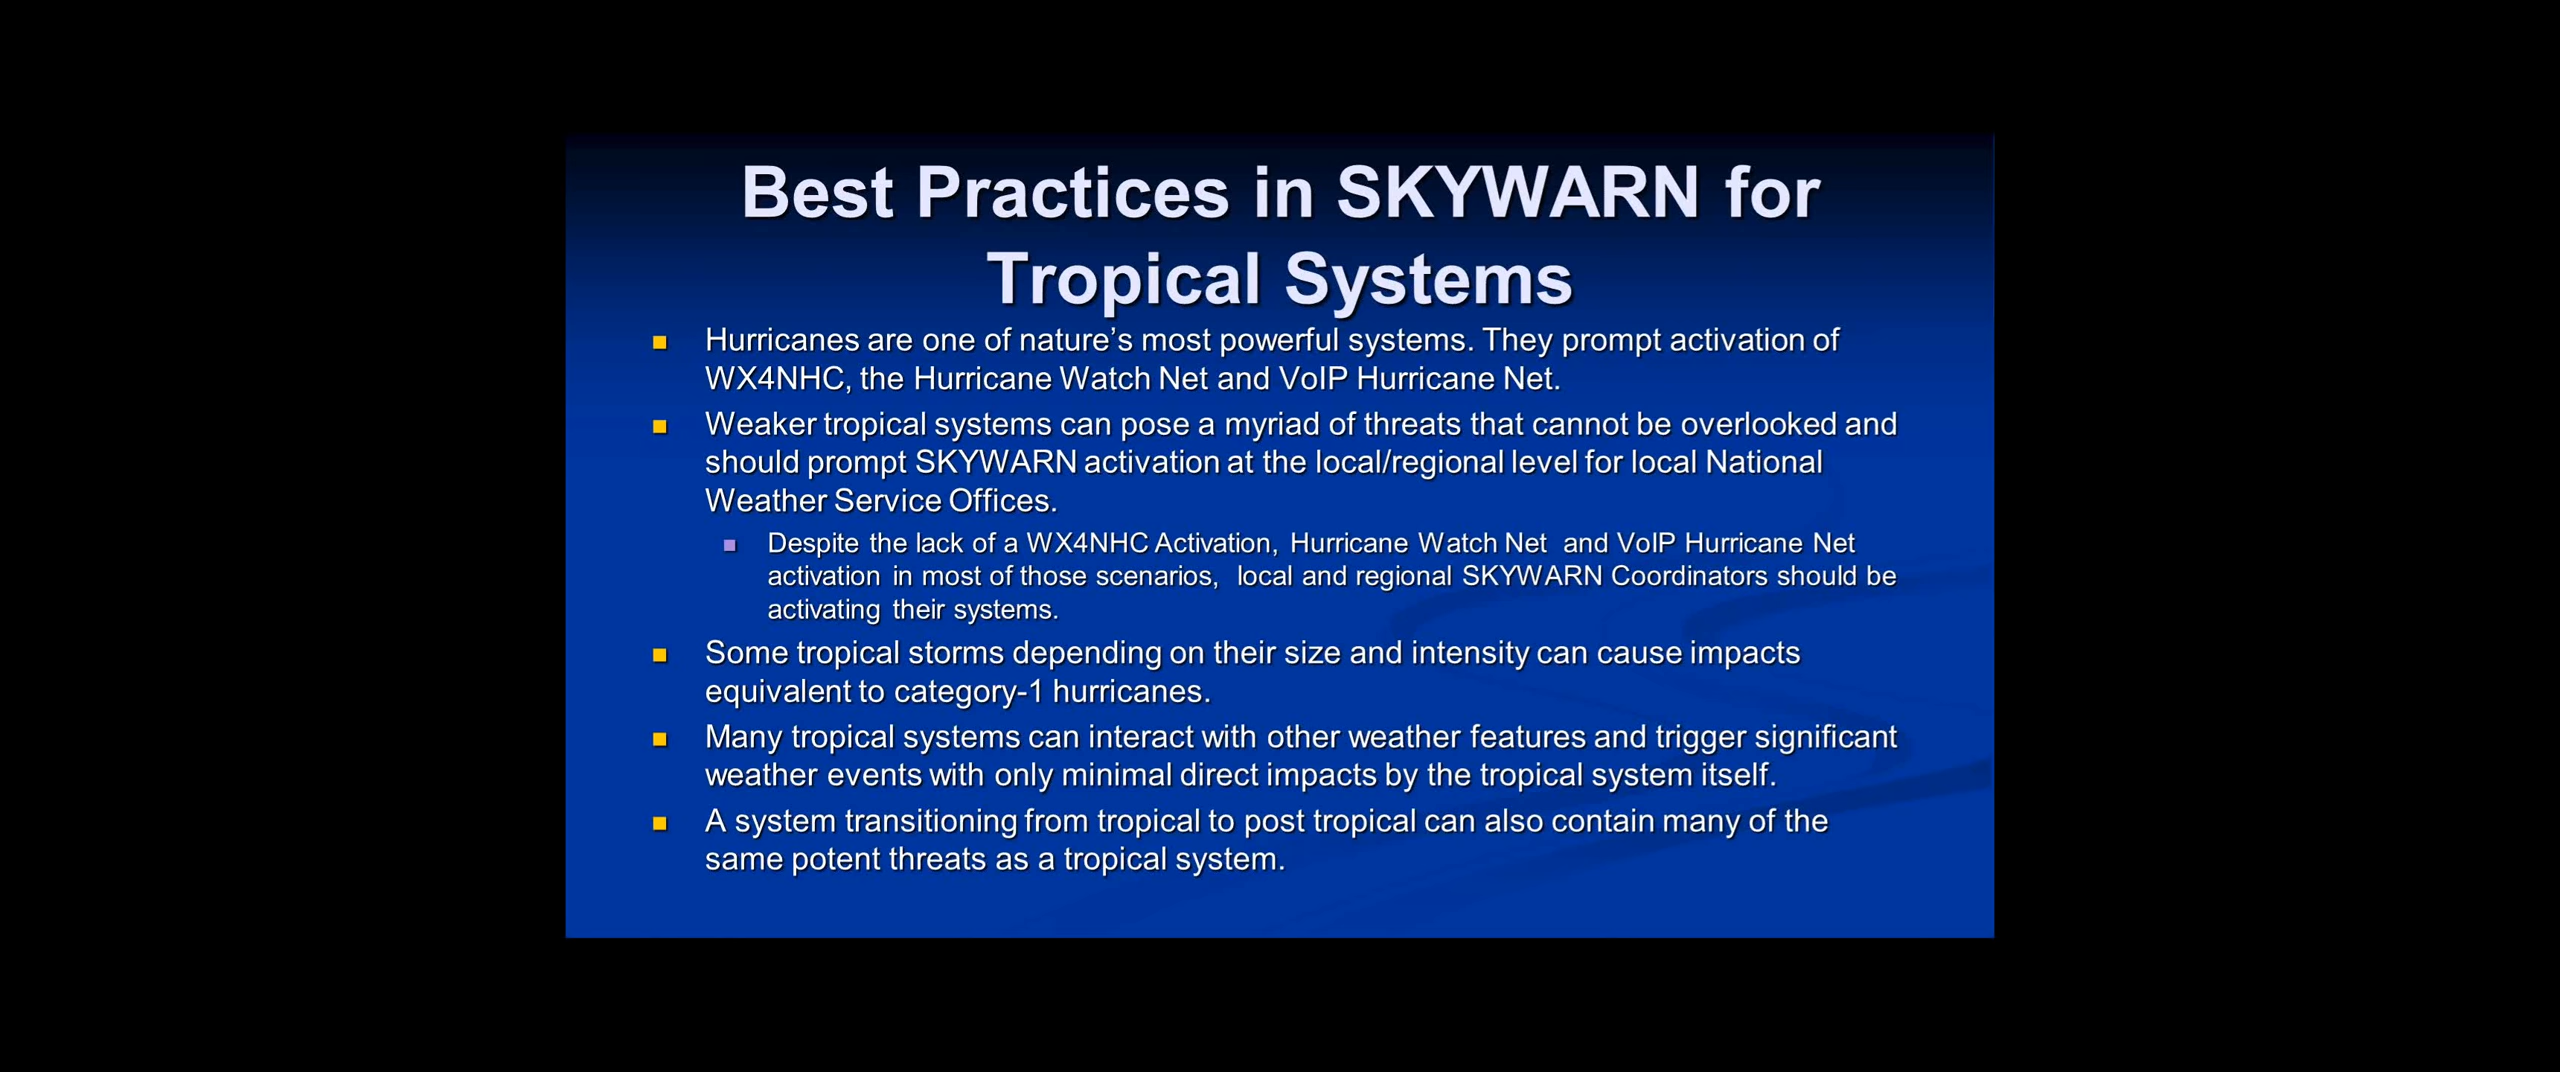 Best Practices in SKYWARN for
Tropical Systems
Hurricanes are one of nature’s most powerful systems. They prompt activation of
WX4NHC, the Hurricane Watch Net and VoIP Hurricane Net.
Weaker tropical systems can pose a myriad of threats that cannot be overlooked and
should prompt SKYWARN activation at the local/regional level for local National
Weather Service Offices.
Despite the lack of a WX4NHC Activation, Hurricane Watch Net and VoIP Hurricane Net
activation in most of those scenarios, local and regional SKYWARN Coordinators should be
activating their systems.
Some tropical storms depending on their size and intensity can cause impacts
equivalent to category-1 hurricanes.
Many tropical systems can interact with other weather features and trigger significant
weather events with only minimal direct impacts by the tropical system itself.
A system transitioning from tropical to post tropical can also contain many of the
same potent threats as a tropical system.